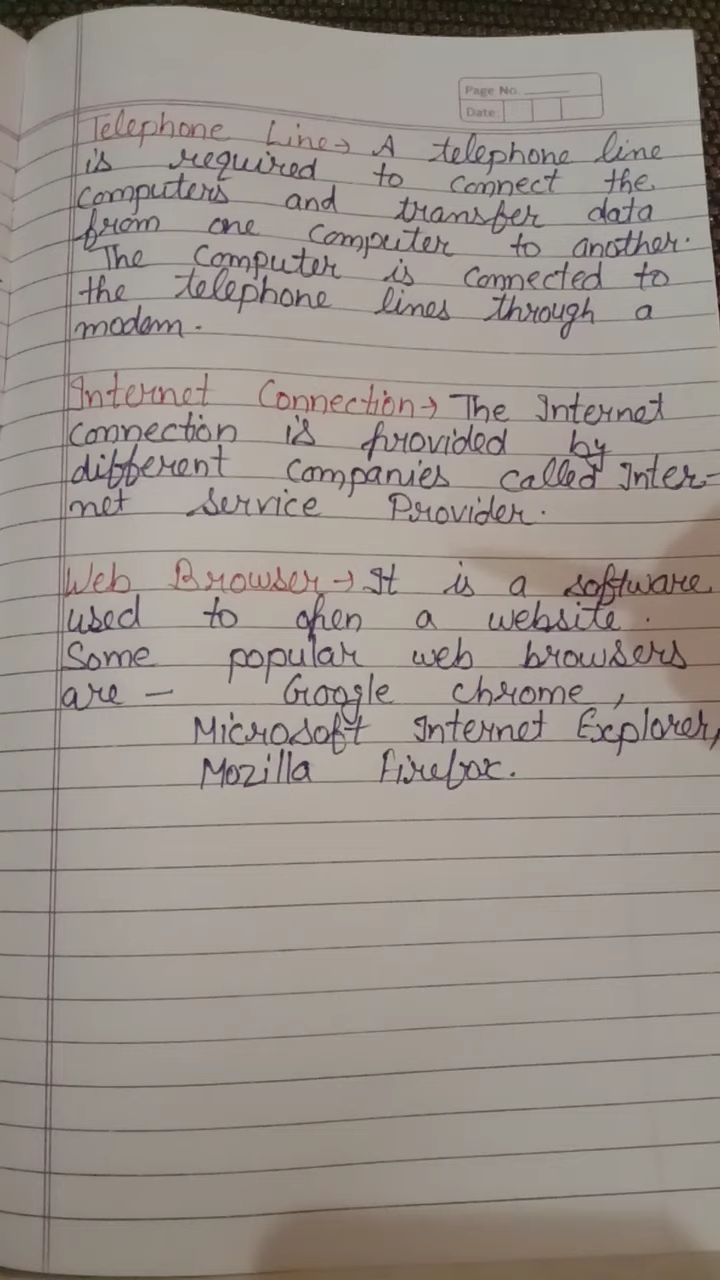 Page No.
Date:
Telephone Line → A telephone line
is required to connect the
computers and transfer data
from one computer to another.
The Computer is connected to
the telephone lines through a
modem.
Internet Connection → The Internet
connection is provided by
different companies called Inter-
net service Provider.
Web Browser → It is a software
used to open a website.
Some popular web browsers
are — Google chrome,
Microsoft Internet Explorer,
Mozilla Firefox.